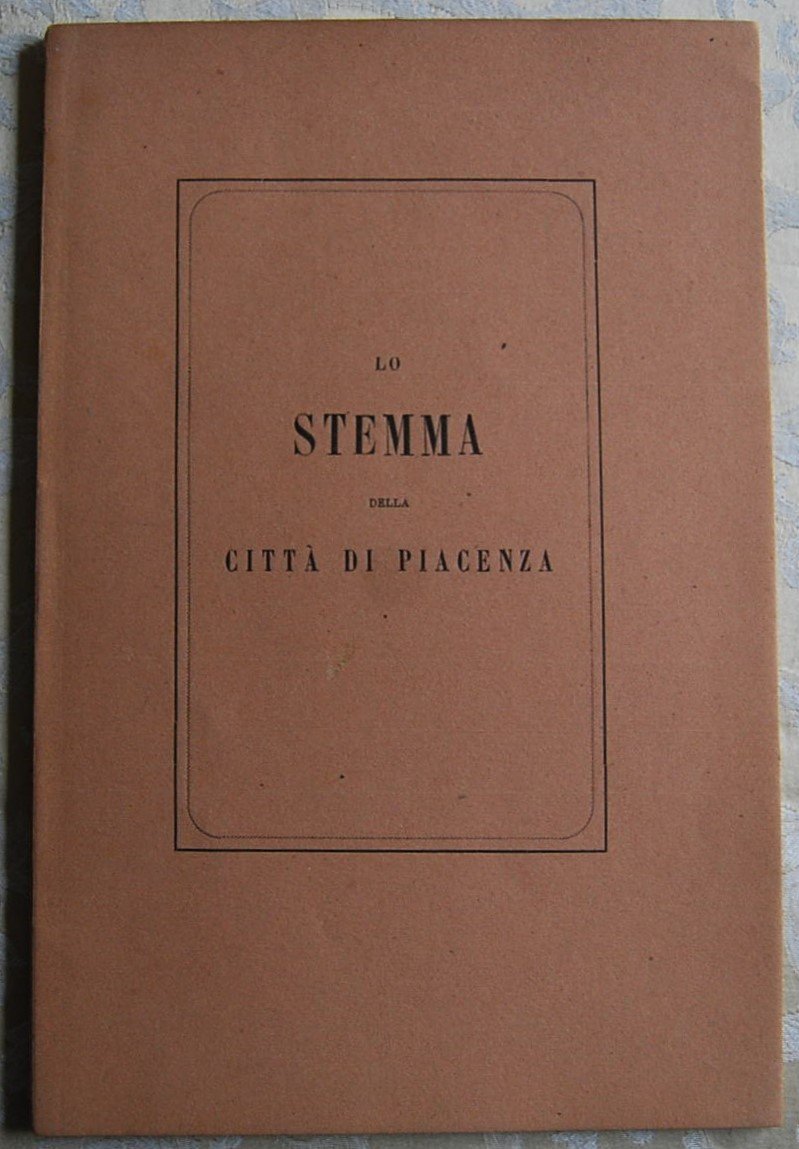 LO
STEMMA
DELLA
CITTÀ DI PIACENZA